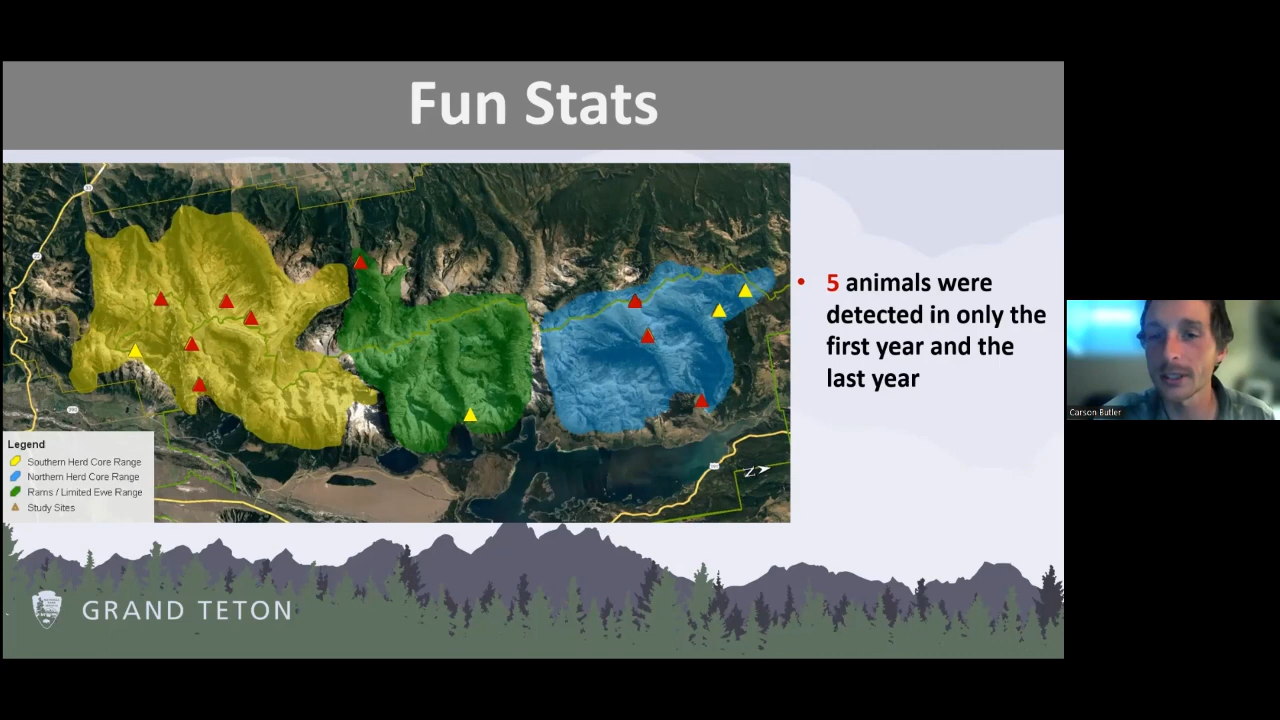 Fun Stats
• 5 animals were
detected in only the
first year and the
last year
Legend
Southern Herd Core Range
Northern Herd Core Range
Rams / Limited Ewe Range
Study Sites
N
GRAND TETON
Carson Butler